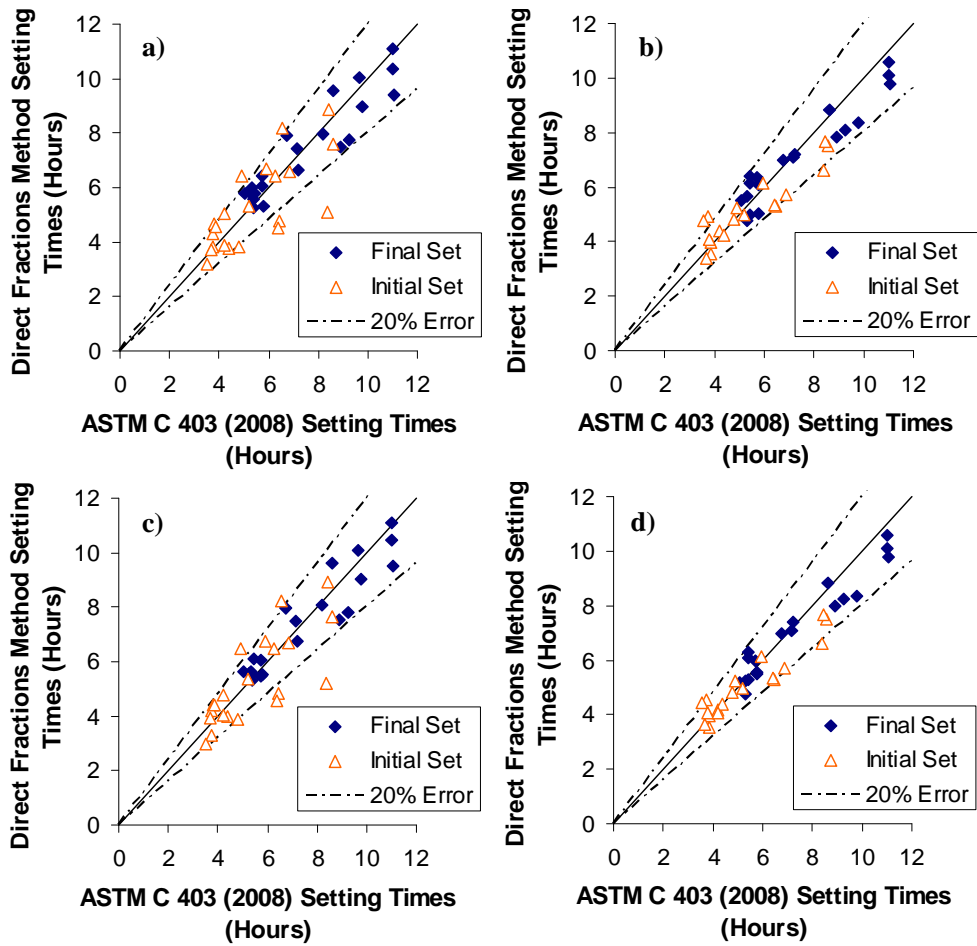 a)
Direct Fractions Method Setting
Times (Hours)
12
10
8
6
4
2
0
0 2 4 6 8 10 12
Final Set
Initial Set
20% Error
ASTM C 403 (2008) Setting Times
(Hours)
b)
Direct Fractions Method Setting
Times (Hours)
12
10
8
6
4
2
0
0 2 4 6 8 10 12
Final Set
Initial Set
20% Error
ASTM C 403 (2008) Setting Times
(Hours)
c)
Direct Fractions Method Setting
Times (Hours)
12
10
8
6
4
2
0
0 2 4 6 8 10 12
Final Set
Initial Set
20% Error
ASTM C 403 (2008) Setting Times
(Hours)
d)
Direct Fractions Method Setting
Times (Hours)
12
10
8
6
4
2
0
0 2 4 6 8 10 12
Final Set
Initial Set
20% Error
ASTM C 403 (2008) Setting Times
(Hours)